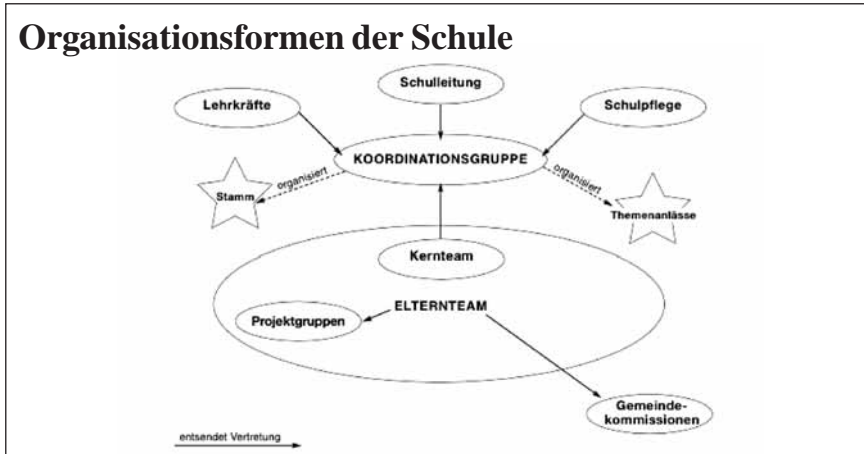 Organisationsformen der Schule
Schulleitung
Lehrkräfte
Schulpflege
KOORDINATIONSGRUPPE
organisiert
organisiert
Stamm
Themenanlässe
Kernteam
ELTERNTEAM
Projektgruppen
Gemeinde-
kommissionen
entsendet Vertretung